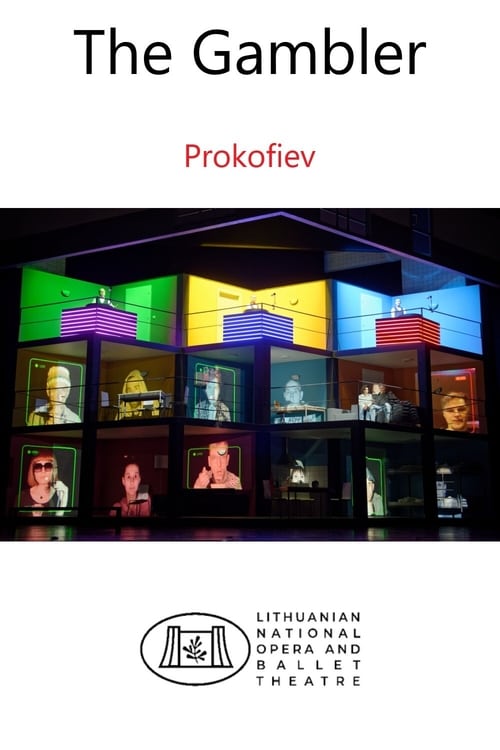 The Gambler
Prokofiev
LITHUANIAN
NATIONAL
OPERA AND
BALLET
THEATRE